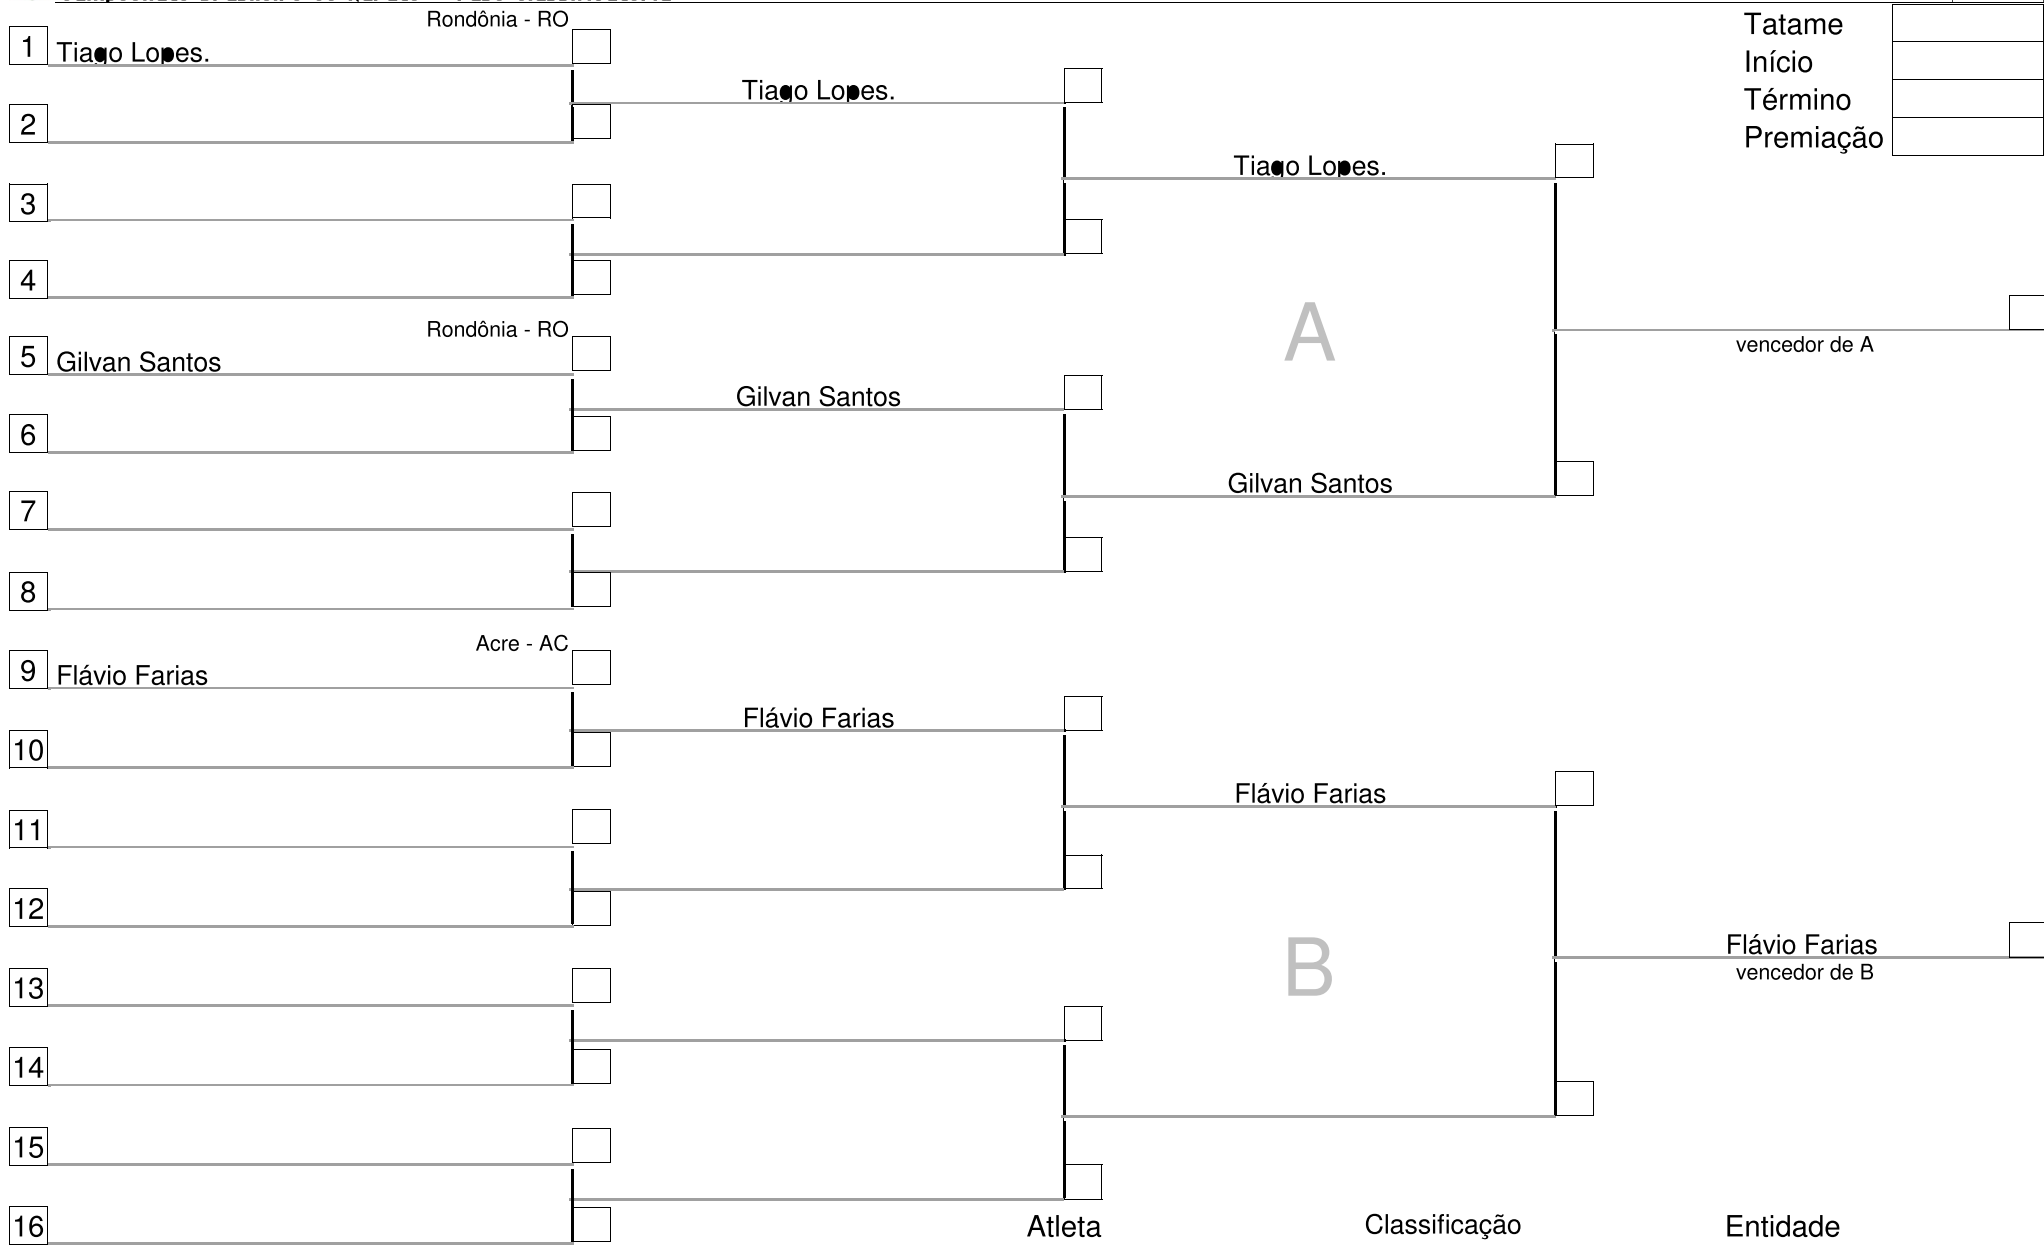 Rondônia - RO
1 Tiago Lopes.
Tatame
Início
Término
Premiação
Tiago Lopes.
2
Tiago Lopes.
3
4
A
Rondônia - RO
5 Gilvan Santos
vencedor de A
Gilvan Santos
6
Gilvan Santos
7
8
Acre - AC
9 Flávio Farias
Flávio Farias
10
Flávio Farias
11
12
B
Flávio Farias
vencedor de B
13
14
15
16
Atleta Classificação Entidade